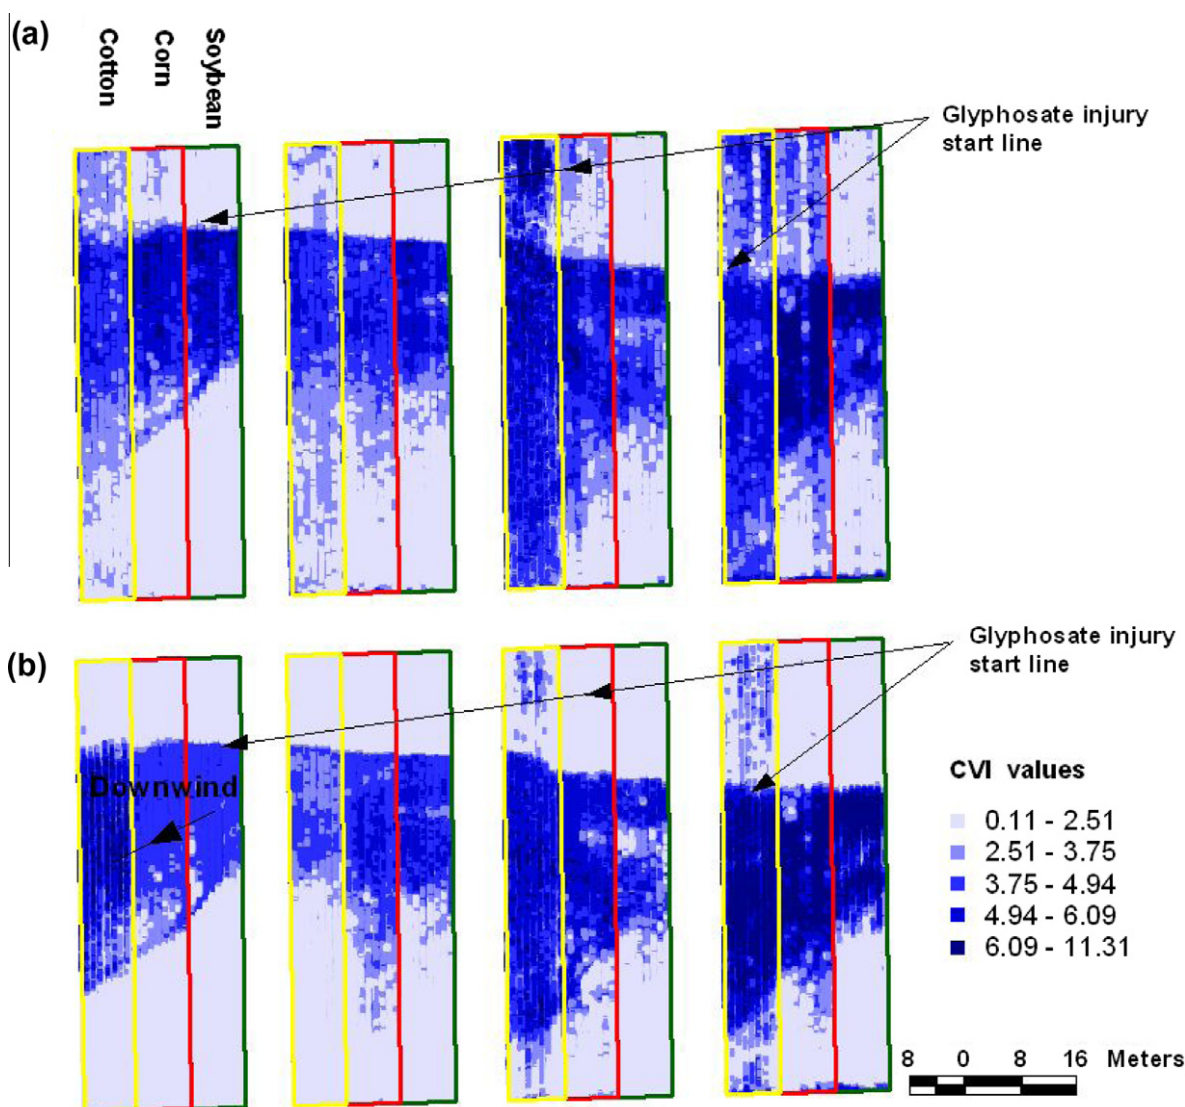 (a)
Cotton
Corn
Soybean
Glyphosate injury
start line
(b)
Glyphosate injury
start line
Downwind
CVI values
0.11 - 2.51
2.51 - 3.75
3.75 - 4.94
4.94 - 6.09
6.09 - 11.31
8 0 8 16 Meters